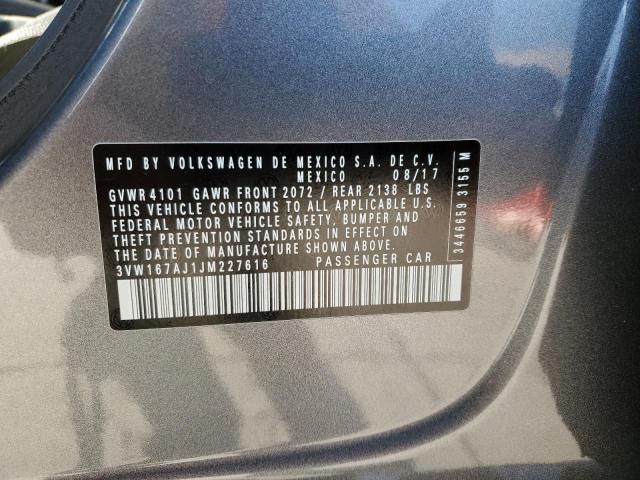 MFD BY VOLKSWAGEN DE MEXICO S.A. DE C.V.
MEXICO 08/17
GVWR 4101 GAWR FRONT 2072 / REAR 2138 LBS
THIS VEHICLE CONFORMS TO ALL APPLICABLE U.S.
FEDERAL MOTOR VEHICLE SAFETY, BUMPER AND
THEFT PREVENTION STANDARDS IN EFFECT ON
THE DATE OF MANUFACTURE SHOWN ABOVE.
3VW167AJ1JM227616 PASSENGER CAR
3446659 3155 M